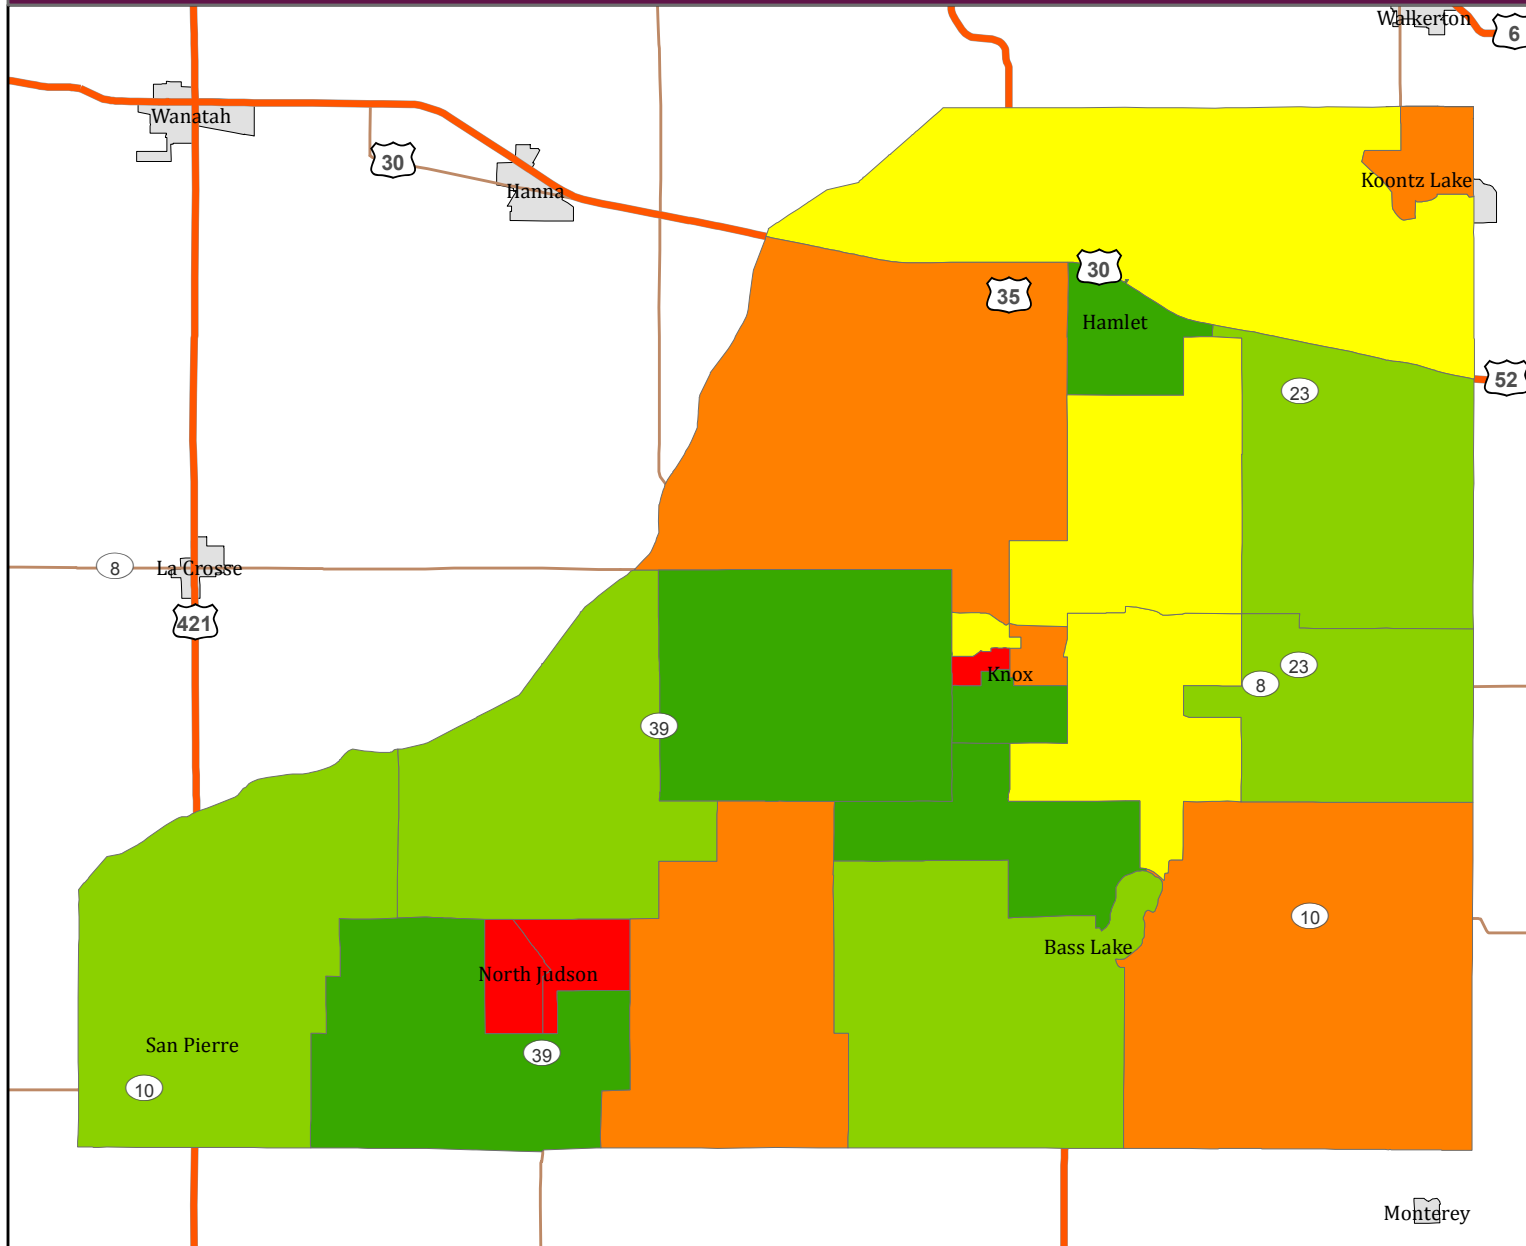 Walkerton
6
Wanatah
30
Hanna
Koontz Lake
30
35
Hamlet
52
23
8
La Crosse
421
23
Knox
8
39
10
Bass Lake
North Judson
San Pierre
39
10
Monterey